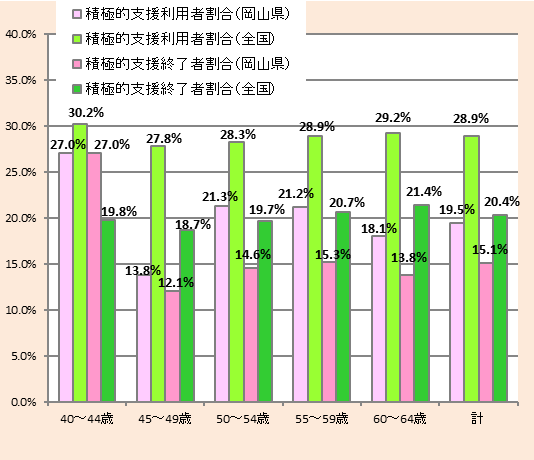 積極的支援利用者割合(岡山県)
積極的支援利用者割合(全国)
積極的支援終了者割合(岡山県)
積極的支援終了者割合(全国)
40.0%
35.0%
30.0%
25.0%
20.0%
15.0%
10.0%
5.0%
0.0%
27.0% 30.2% 27.0% 19.8%
13.8% 27.8% 12.1% 18.7%
21.3% 28.3% 14.6% 19.7%
21.2% 28.9% 15.3% 20.7%
18.1% 29.2% 13.8% 21.4%
19.5% 28.9% 15.1% 20.4%
40～44歳 45～49歳 50～54歳 55～59歳 60～64歳 計